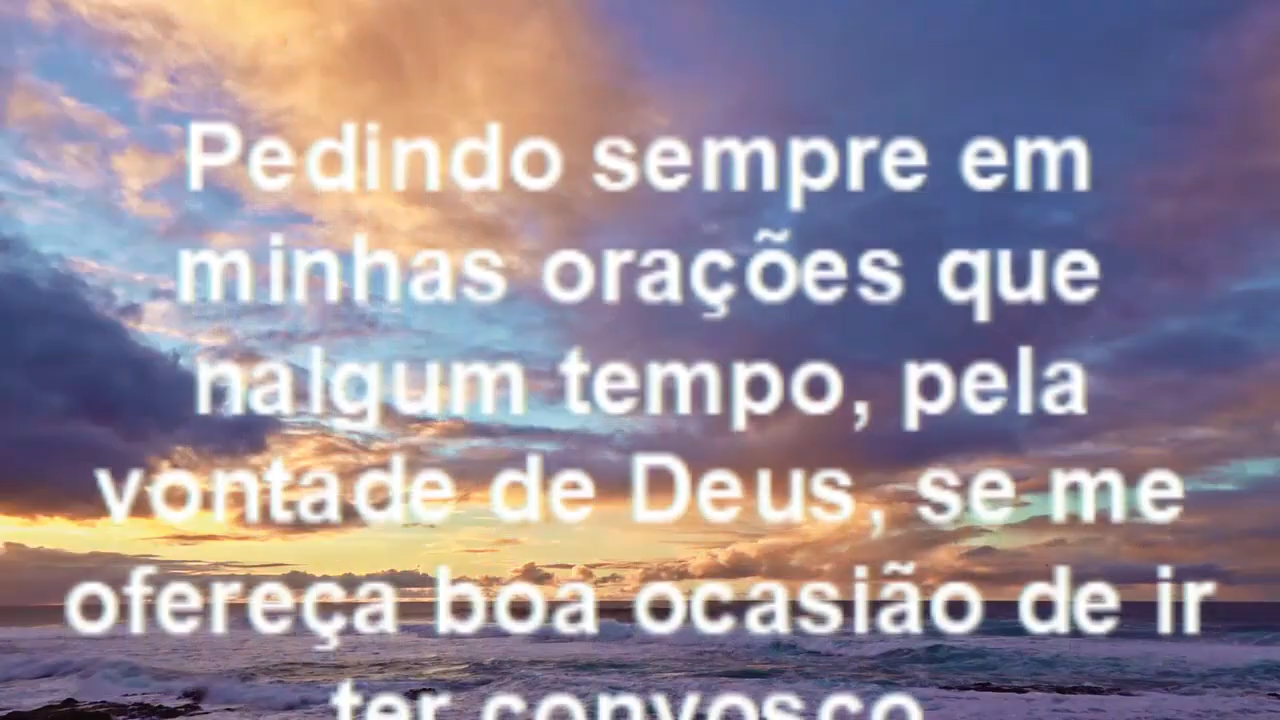 Pedindo sempre em
minhas orações que
nalgum tempo, pela
vontade de Deus, se me
ofereça boa ocasião de ir
ter convosco